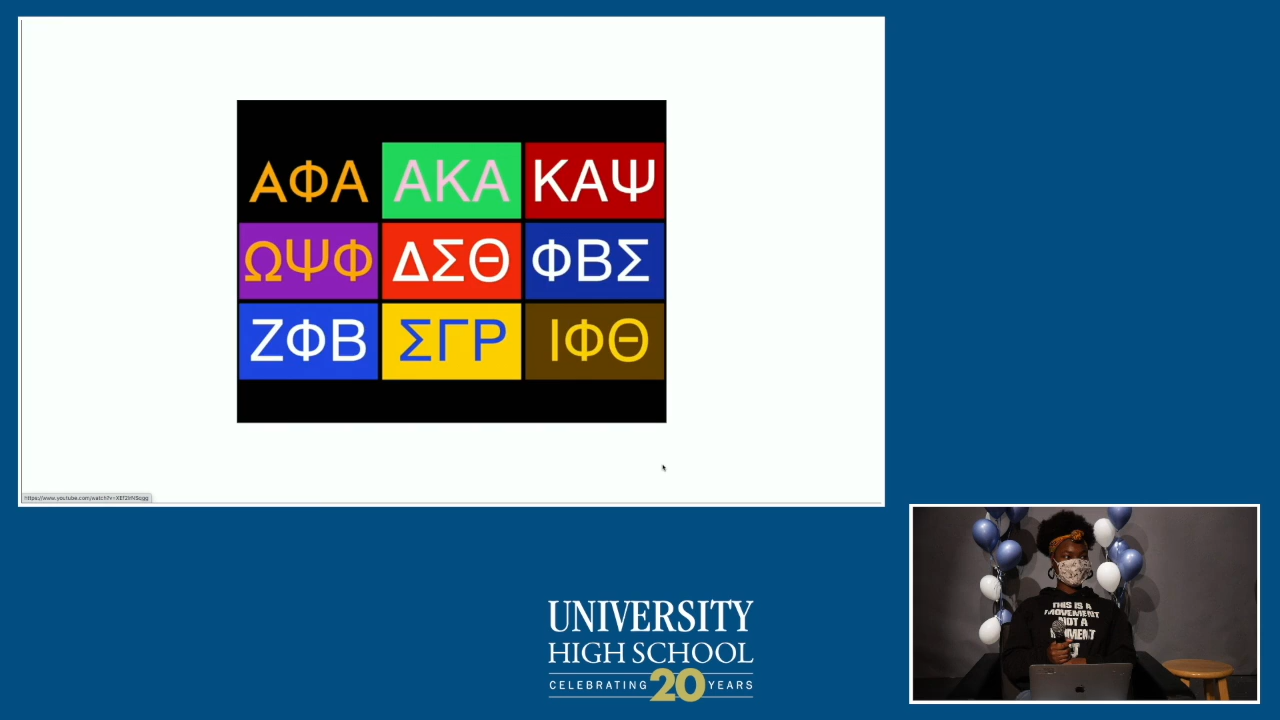 ΑΦΑ ΑΚΑ ΚΑΨ
ΩΨΦ ΔΣΘ ΦΒΣ
ΖΦΒ ΣΓΡ ΙΦΘ
UNIVERSITY
HIGH SCHOOL
CELEBRATING 20 YEARS
THIS IS A
MOVEMENT
NOT A